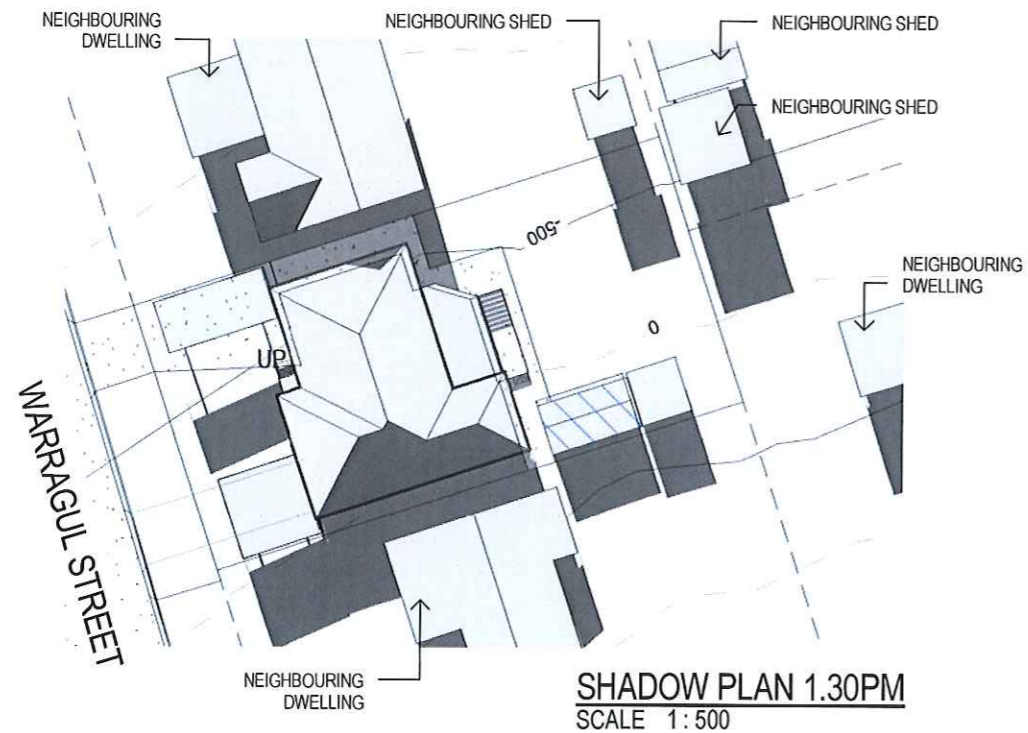 NEIGHBOURING
DWELLING
NEIGHBOURING SHED
NEIGHBOURING SHED
NEIGHBOURING SHED
-500
NEIGHBOURING
DWELLING
0
UP
WARRAGUL STREET
NEIGHBOURING
DWELLING
SHADOW PLAN 1.30PM
SCALE 1:500